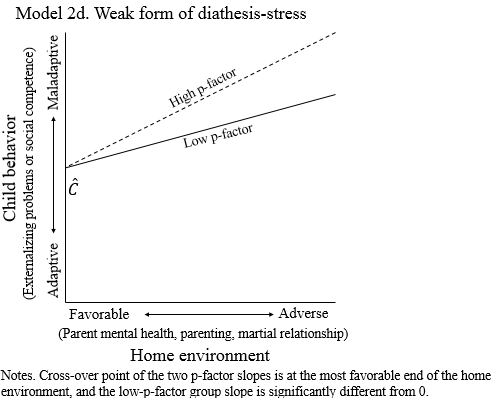 Model 2d. Weak form of diathesis-stress
Child behavior
(Externalizing problems or social competence)
Maladaptive
Adaptive
High p-factor
Low p-factor
Ĉ
Favorable
Adverse
(Parent mental health, parenting, martial relationship)
Home environment
Notes. Cross-over point of the two p-factor slopes is at the most favorable end of the home
environment, and the low-p-factor group slope is significantly different from 0.